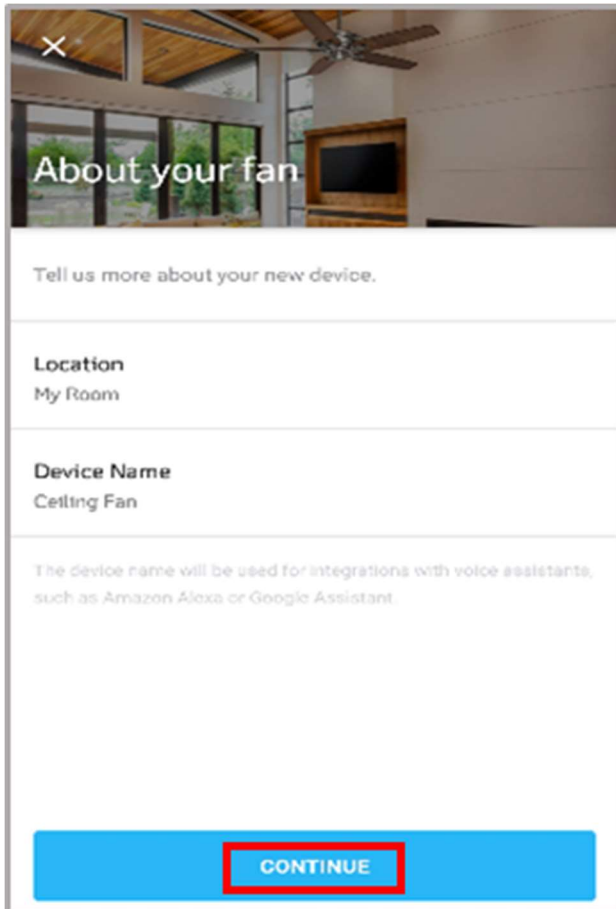 About your fan
Tell us more about your new device.
Location
My Room
Device Name
Ceiling Fan
The device name will be used for integrations with voice assistants,
such as Amazon Alexa or Google Assistant.
CONTINUE